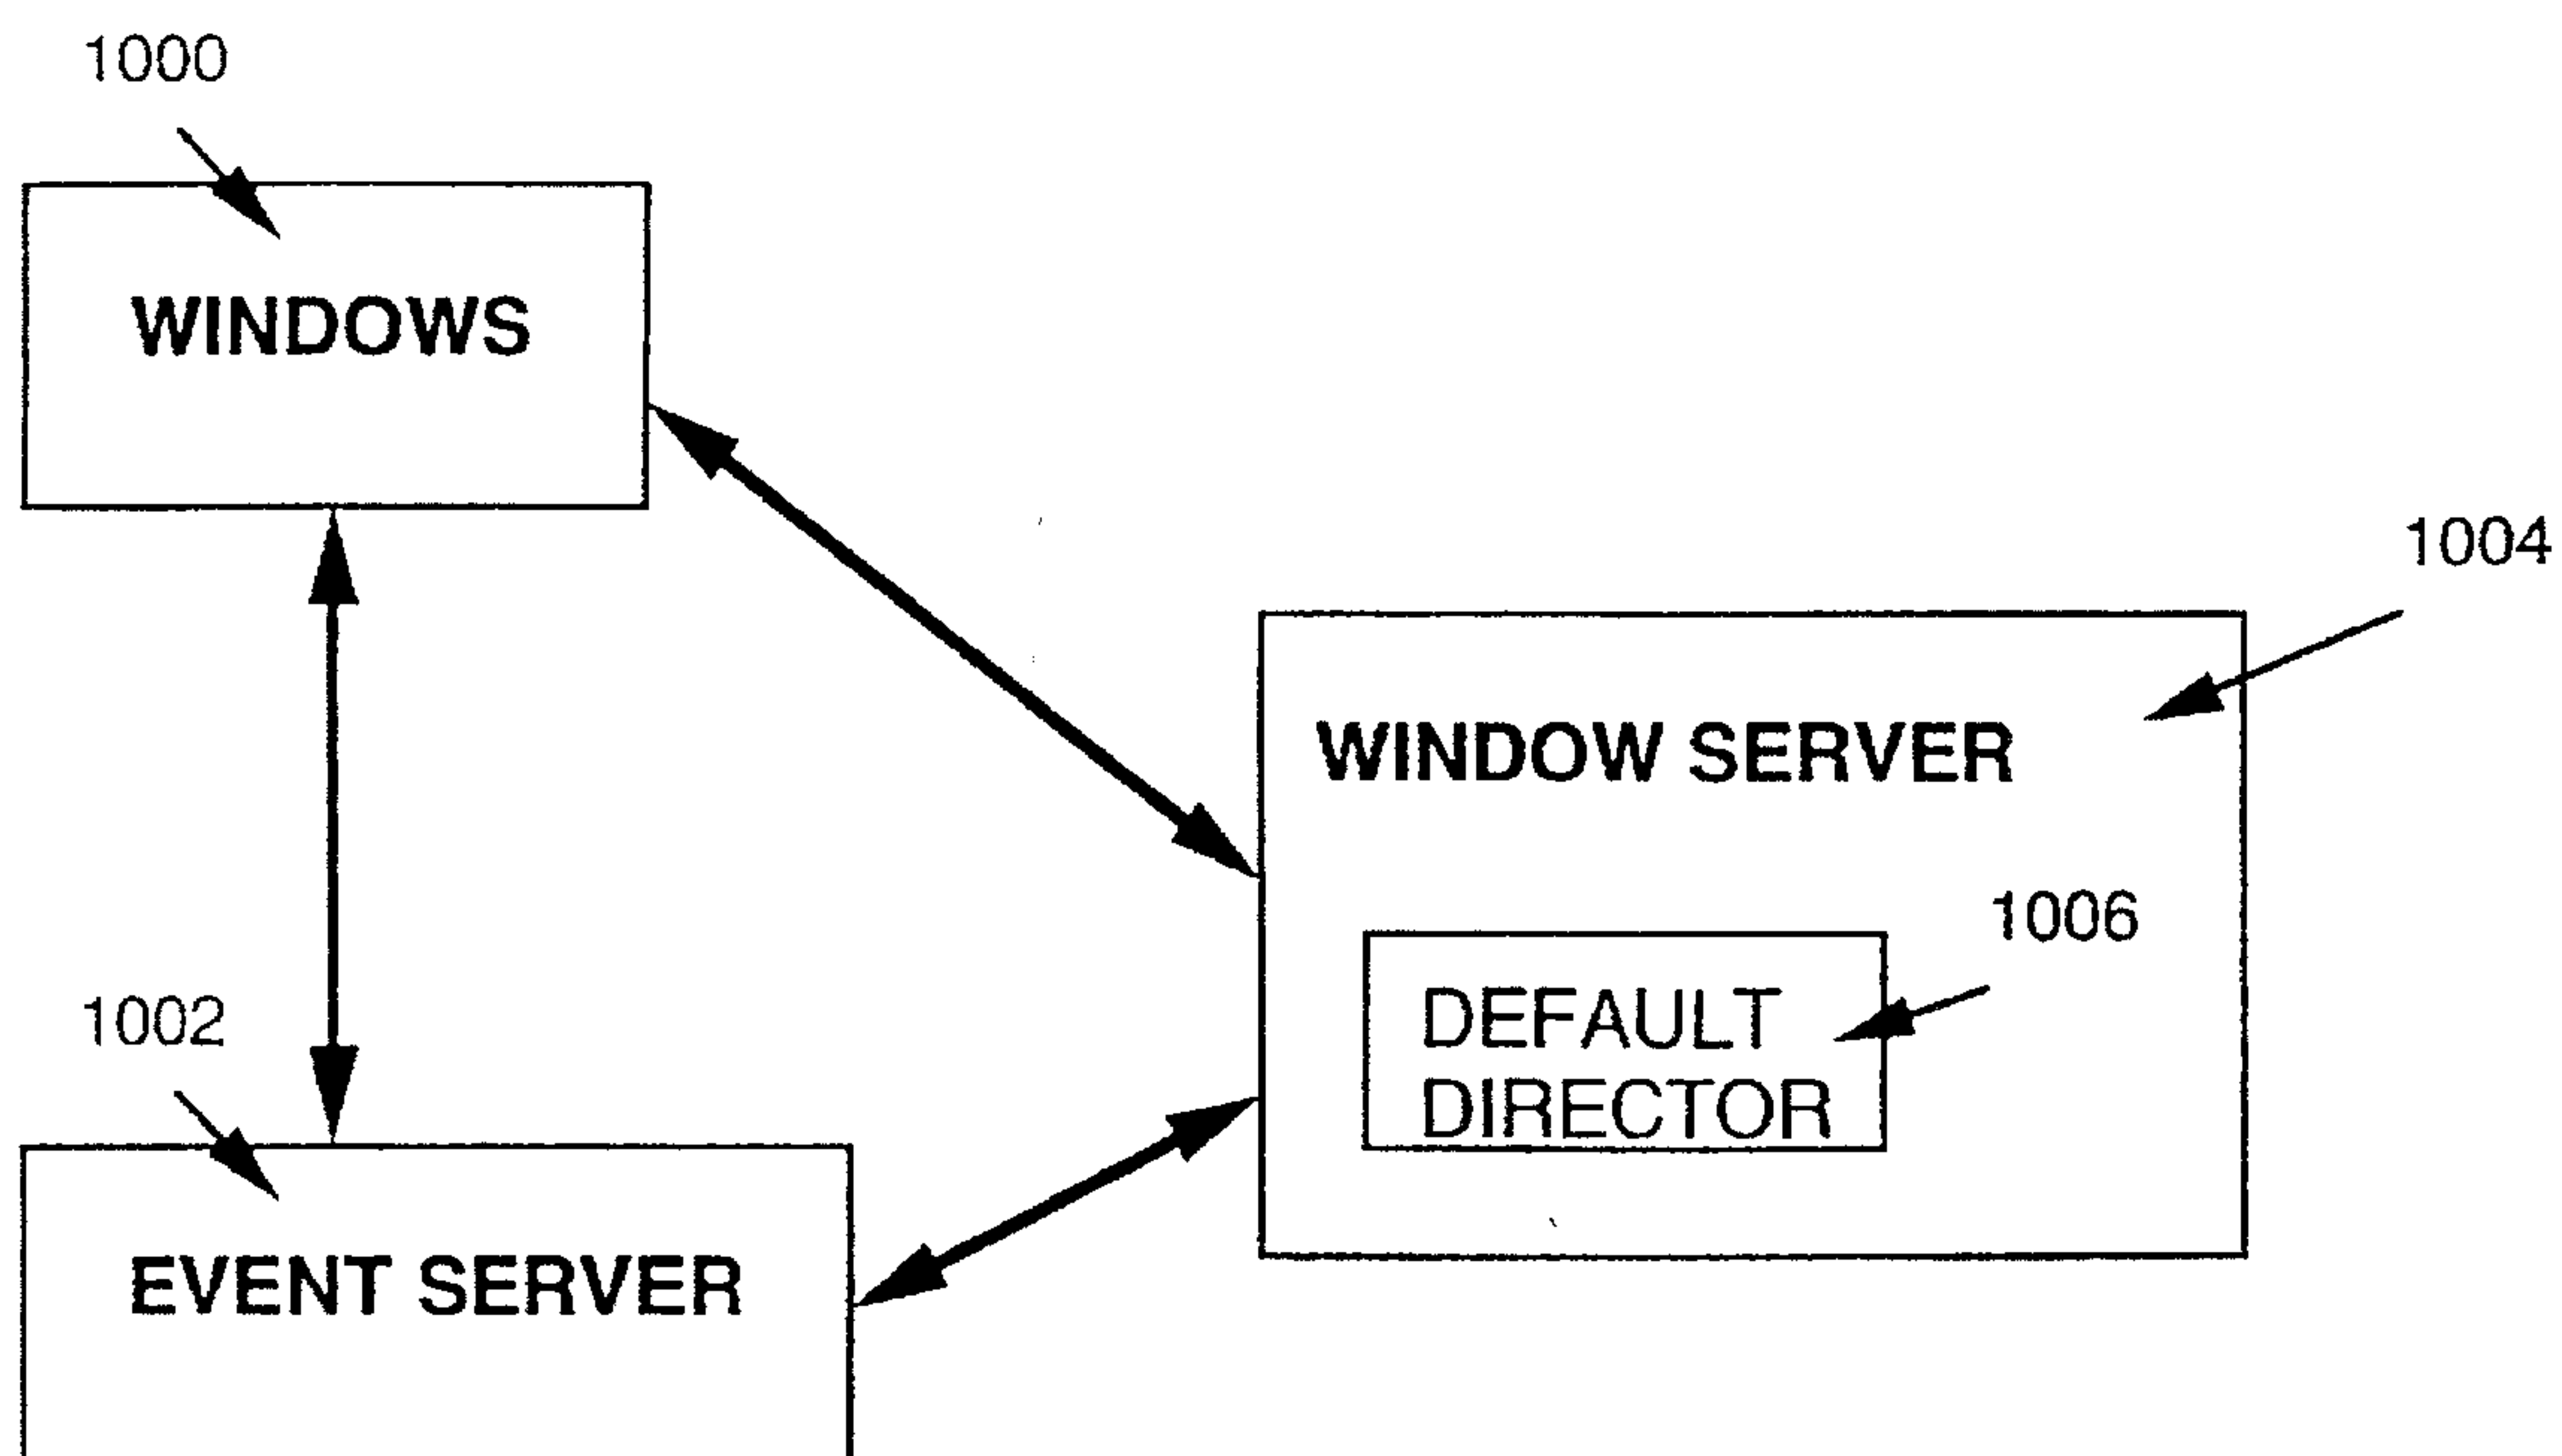 1000
WINDOWS
1004
WINDOW SERVER
1006
DEFAULT
DIRECTOR
1002
EVENT SERVER